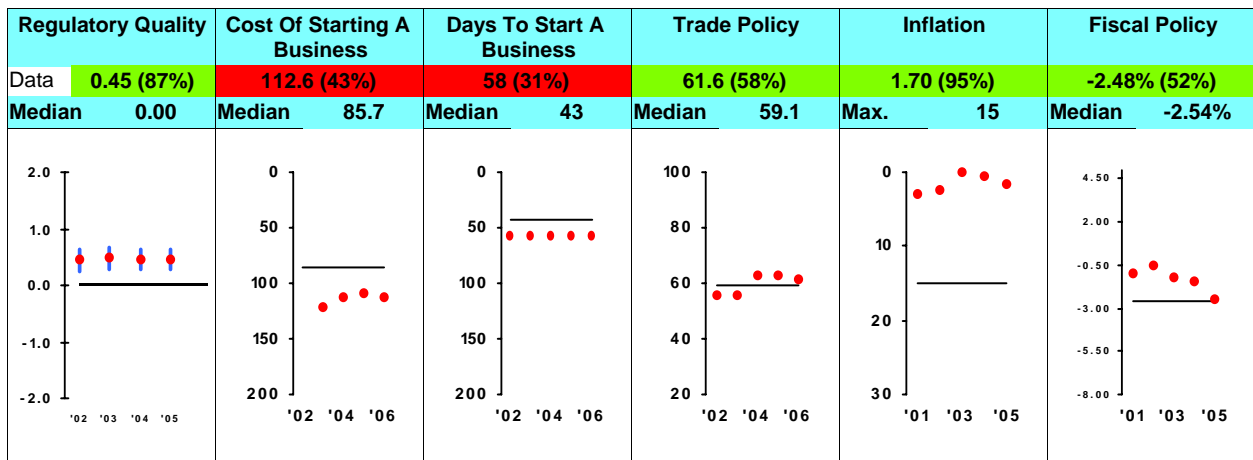 Regulatory Quality
Cost Of Starting A
Business
Days To Start A
Business
Trade Policy
Inflation
Fiscal Policy
Data 0.45 (87%)
112.6 (43%)
58 (31%)
61.6 (58%)
1.70 (95%)
-2.48% (52%)
Median 0.00
Median 85.7
Median 43
Median 59.1
Max. 15
Median -2.54%
2.0
1.0
0.0
-1.0
-2.0
'02 '03 '04 '05
0
50
100
150
200
'02 '04 '06
0
50
100
150
200
'02 '04 '06
100
80
60
40
20
'02 '04 '06
0
10
20
30
'01 '03 '05
4.50
2.00
-0.50
-3.00
-5.50
-8.00
'01 '03 '05